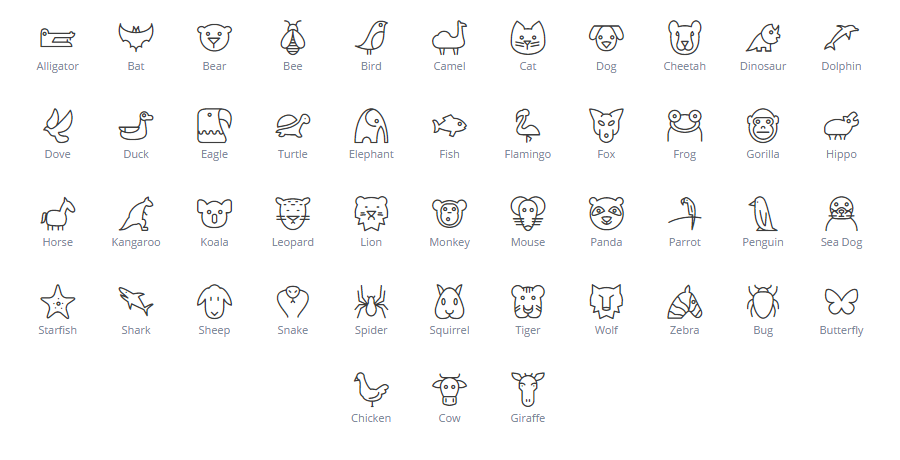 Alligator Bat Bear Bee Bird Camel Cat Dog Cheetah Dinosaur Dolphin
Dove Duck Eagle Turtle Elephant Fish Flamingo Fox Frog Gorilla Hippo
Horse Kangaroo Koala Leopard Lion Monkey Mouse Panda Parrot Penguin Sea Dog
Starfish Shark Sheep Snake Spider Squirrel Tiger Wolf Zebra Bug Butterfly
Chicken Cow Giraffe